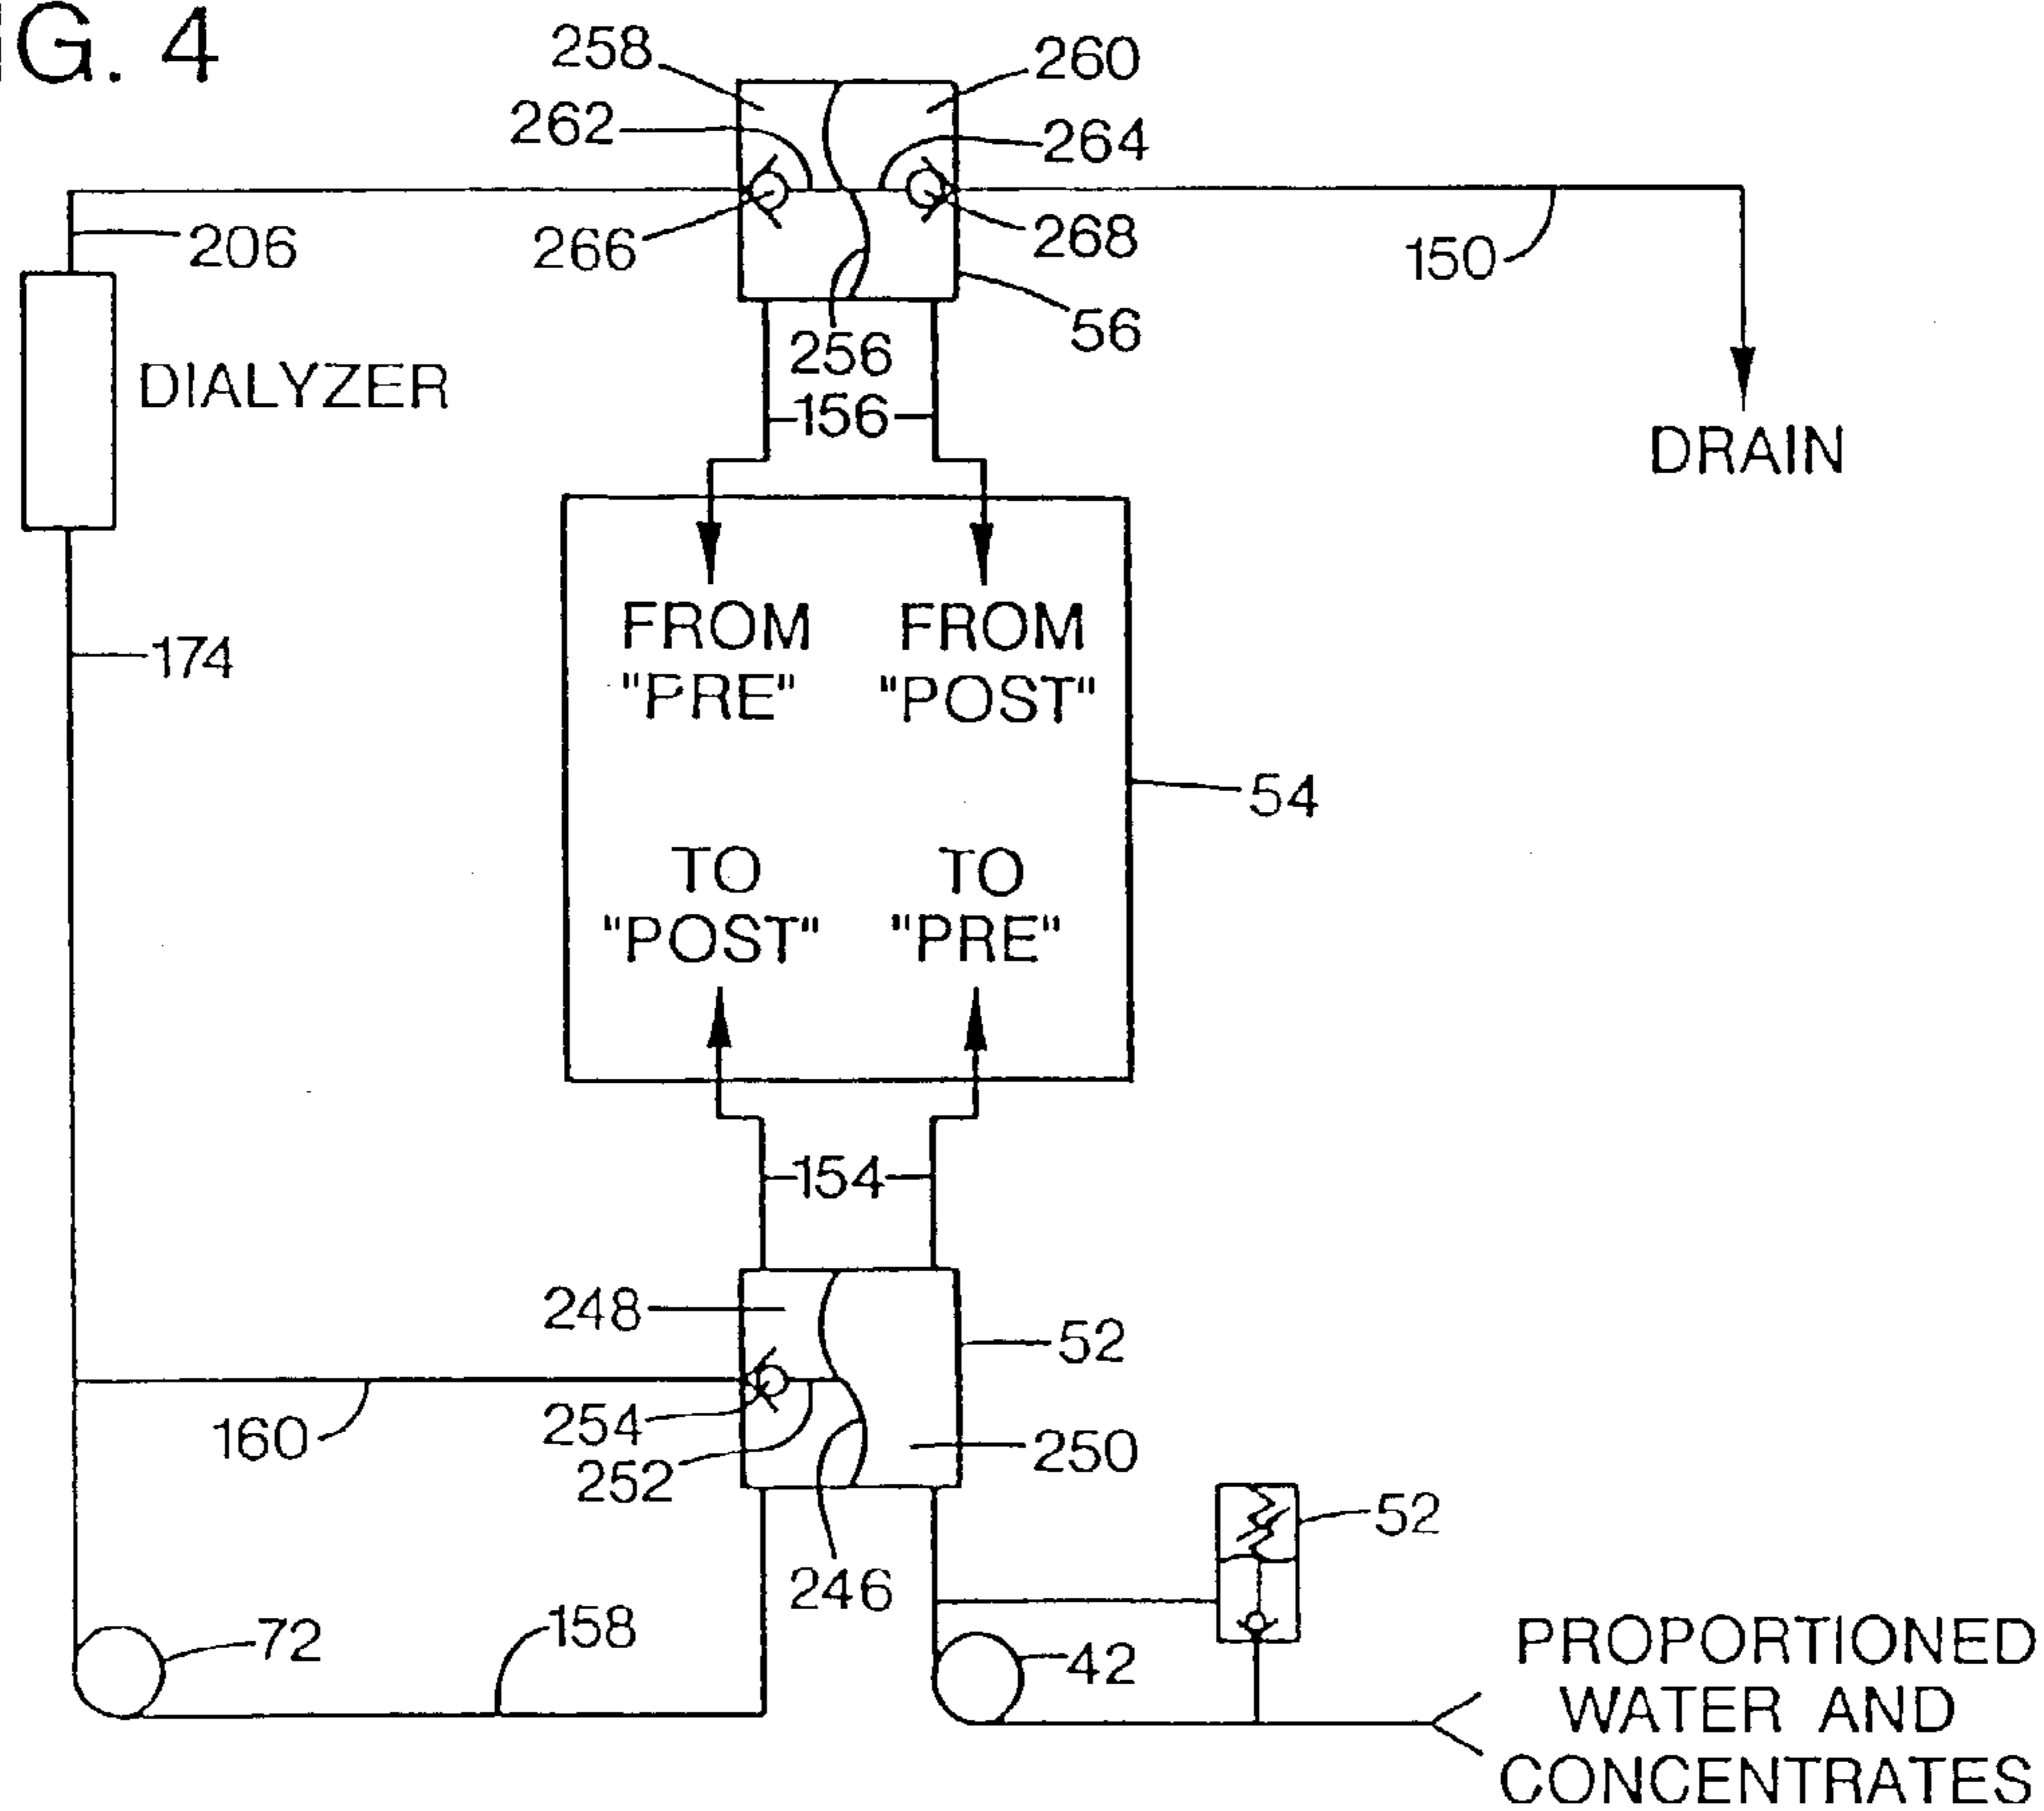 G. 4
258
260
262
264
206
266
268
150
56
256
DIALYZER
156
DRAIN
FROM FROM
"PRE" "POST"
174
54
TO TO
"POST" "PRE"
154
248
52
160
254
250
252
52
246
72
158
42
PROPORTIONED
WATER AND
CONCENTRATES